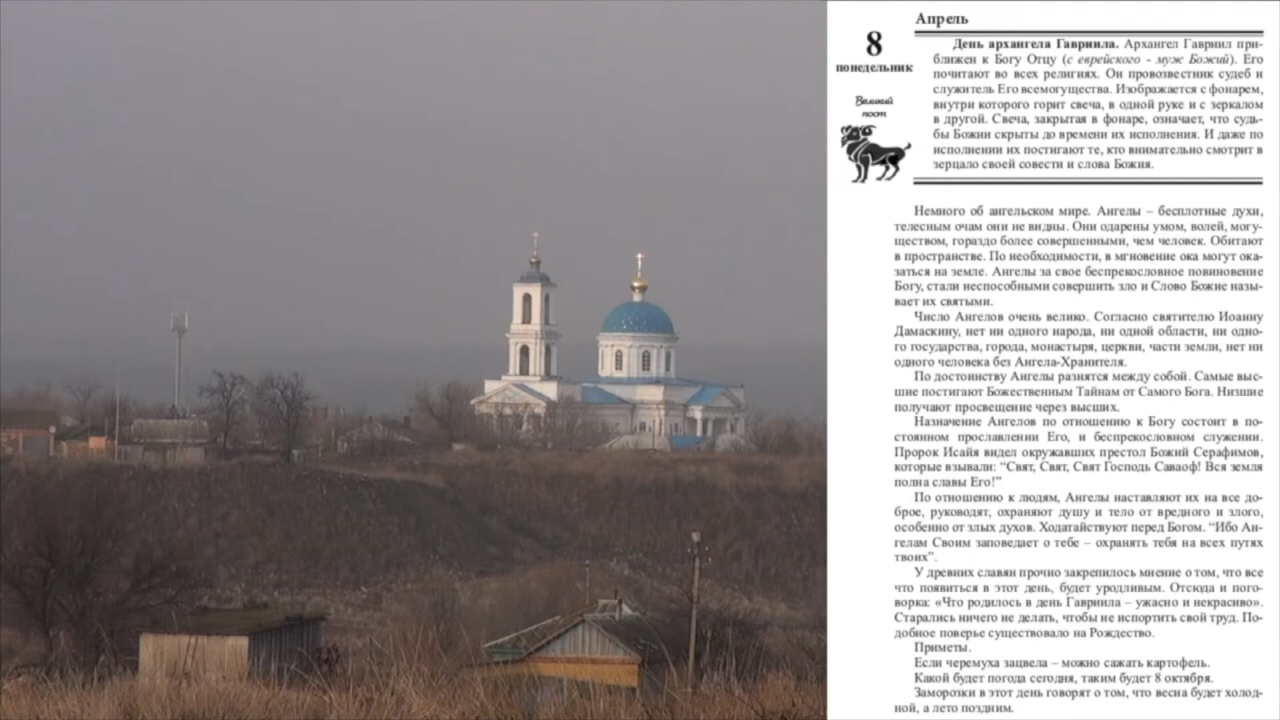 Апрель
8
понедельник
Великий
пост
День архангела Гавриила. Архангел Гавриил при-
ближен к Богу Отцу (с еврейского - муж Божий). Его
почитают во всех религиях. Он провозвестник судеб и
служитель Его всемогущества. Изображается с фонарем,
внутри которого горит свеча, в одной руке и с зеркалом
в другой. Свеча, закрытая в фонаре, означает, что судь-
бы Божии скрыты до времени их исполнения. И даже по
исполнении их постигают те, кто внимательно смотрит в
зерцало своей совести и слова Божия.
Немного об ангельском мире. Ангелы – бесплотные духи,
телесным очам они не видны. Они одарены умом, волей, могу-
ществом, гораздо более совершенными, чем человек. Обитают
в пространстве. По необходимости, в мгновение ока могут ока-
заться на земле. Ангелы за свое беспрекословное повиновение
Богу, стали неспособными совершить зло и Слово Божие назы-
вает их святыми.
Число Ангелов очень велико. Согласно святителю Иоанну
Дамаскину, нет ни одного народа, ни одной области, ни одно-
го государства, города, монастыря, церкви, части земли, нет ни
одного человека без Ангела-Хранителя.
По достоинству Ангелы разнятся между собой. Самые выс-
шие постигают Божественным Тайнам от Самого Бога. Низшие
получают просвещение через высших.
Назначение Ангелов по отношению к Богу состоит в по-
стоянном прославлении Его, и беспрекословном служении.
Пророк Исайя видел окружавших престол Божий Серафимов,
которые взывали: “Свят, Свят, Свят Господь Саваоф! Вся земля
полна славы Его!”
По отношению к людям, Ангелы наставляют их на все до-
брое, руководят, охраняют душу и тело от вредного и злого,
особенно от злых духов. Ходатайствуют перед Богом. “Ибо Ан-
гелам Своим заповедает о тебе – охранять тебя на всех путях
твоих”.
У древних славян прочно закрепилось мнение о том, что все
что появиться в этот день, будет уродливым. Отсюда и пого-
ворка: «Что родилось в день Гавриила – ужасно и некрасиво».
Старались ничего не делать, чтобы не испортить свой труд. По-
добное поверье существовало на Рождество.
Приметы.
Если черемуха зацвела – можно сажать картофель.
Какой будет погода сегодня, таким будет 8 октября.
Заморозки в этот день говорят о том, что весна будет холод-
ной, а лето поздним.